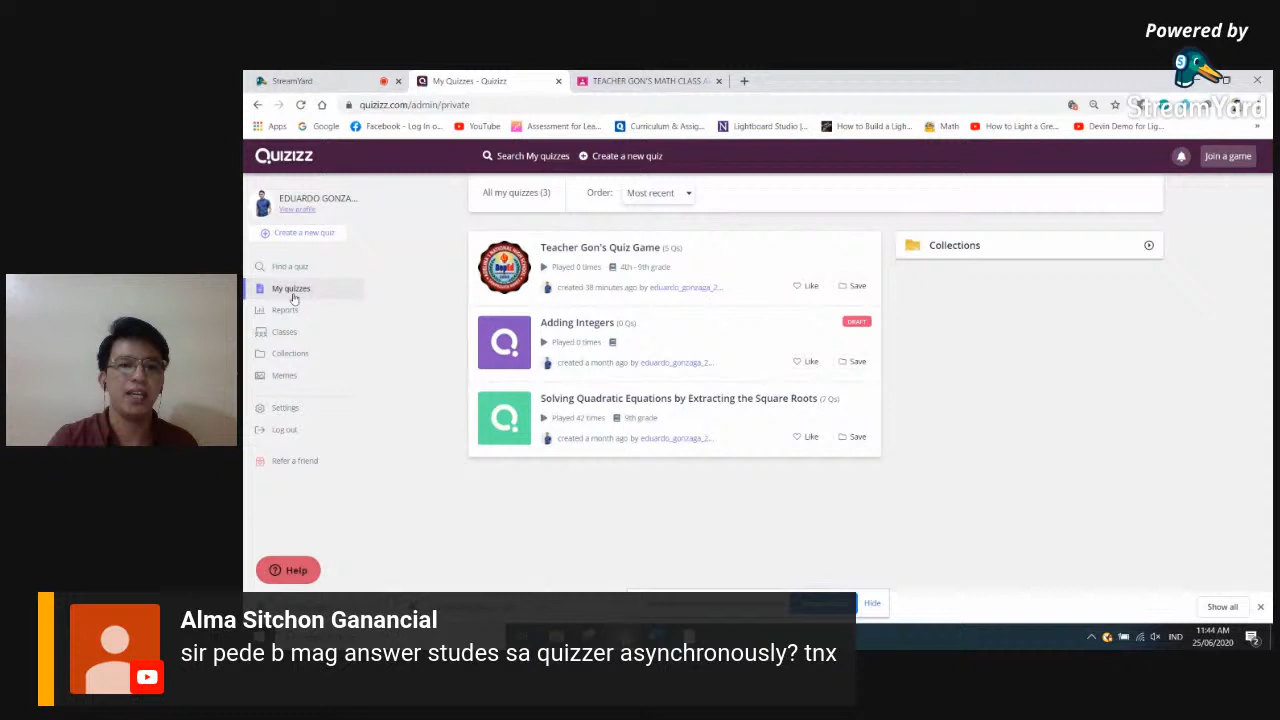 Powered by
StreamYard
StreamYard
My Quizzes - Quizizz
TEACHER GON'S MATH CLASS A
quizizz.com/admin/private
Apps
Google
Facebook - Log In o...
YouTube
Assessment for Lea...
Curriculum & Assig...
Lightboard Studio |...
How to Build a Ligh...
Math
How to Light a Gre...
Devin Demo for Lig...
QUIZIZZ
Search My quizzes
Create a new quiz
Join a game
EDUARDO GONZA...
View profile
Create a new quiz
Find a quiz
My quizzes
Reports
Classes
Collections
Memes
Settings
Log out
Refer a friend
Help
All my quizzes (3)
Order:
Most recent
Teacher Gon's Quiz Game (5 Qs)
Played 0 times
4th - 9th grade
created 38 minutes ago by eduardo_gonzaga_2...
Like
Save
Adding Integers (0 Qs)
DRAFT
Played 0 times
created a month ago by eduardo_gonzaga_2...
Like
Save
Solving Quadratic Equations by Extracting the Square Roots (7 Qs)
Played 42 times
9th grade
created a month ago by eduardo_gonzaga_2...
Like
Save
Collections
Hide
Show all
IND
11:44 AM
25/06/2020
Alma Sitchon Ganancial
sir pede b mag answer studes sa quizzer asynchronously? tnx